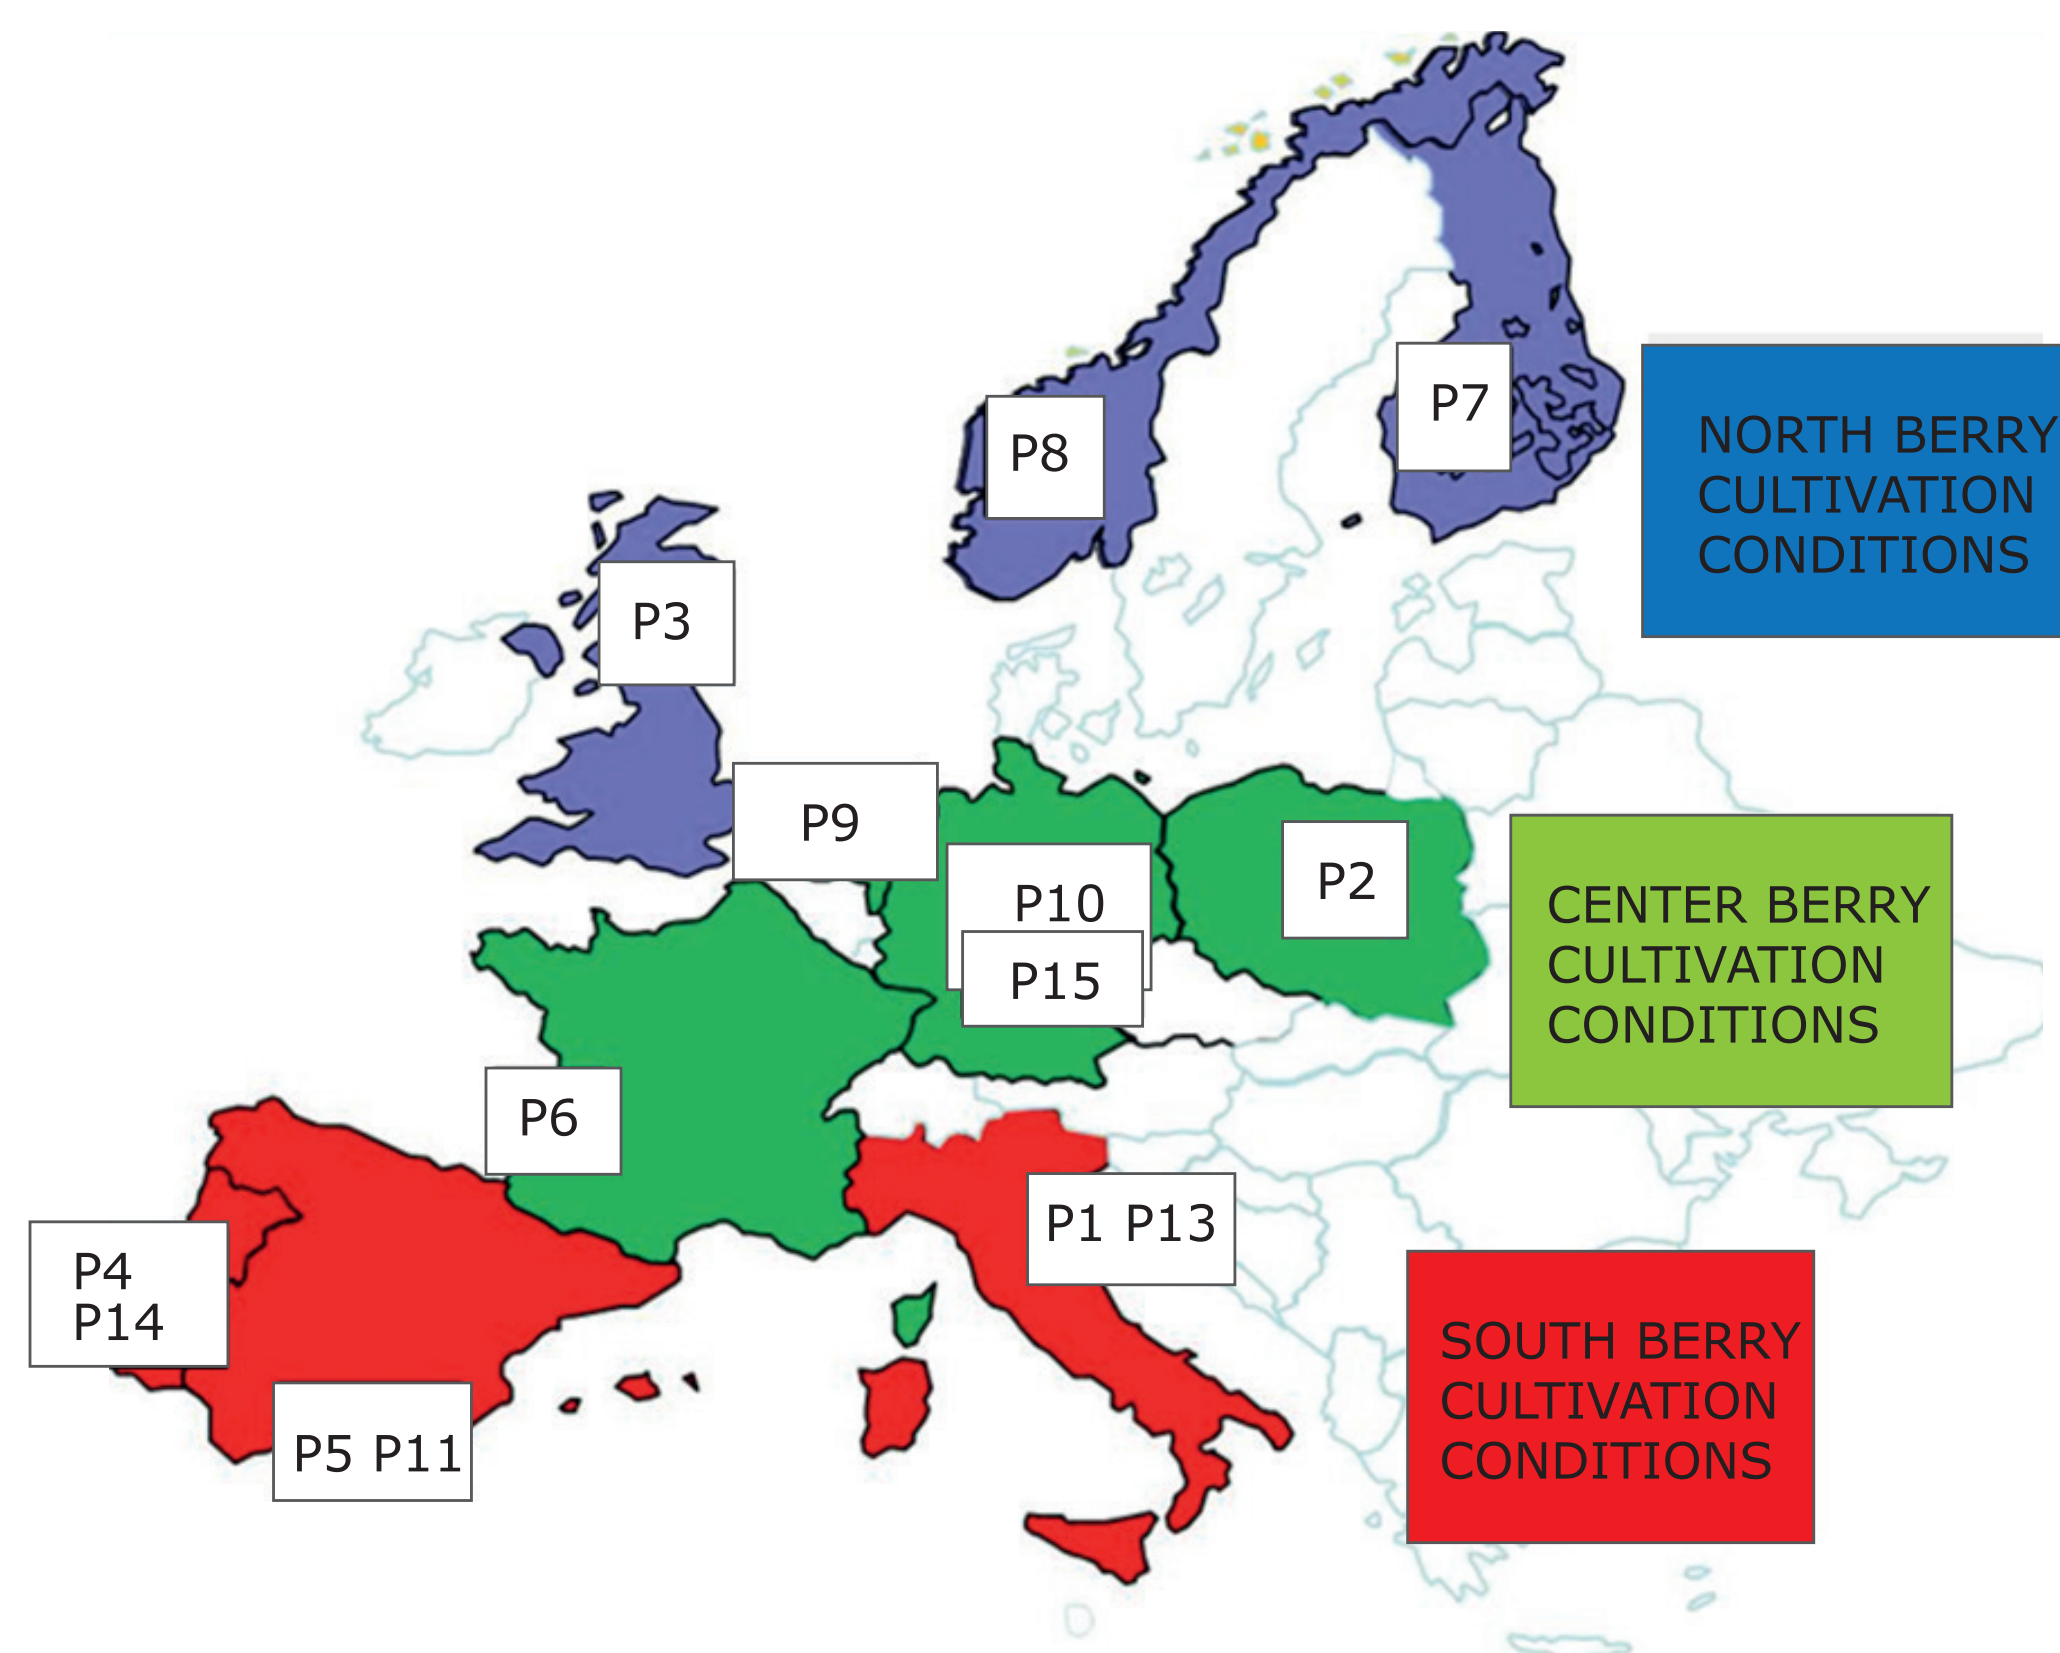 P7
NORTH BERRY
CULTIVATION
CONDITIONS
P8
P3
P9
P2
P10
P15
CENTER BERRY
CULTIVATION
CONDITIONS
P6
P1 P13
P4
P14
SOUTH BERRY
CULTIVATION
CONDITIONS
P5 P11